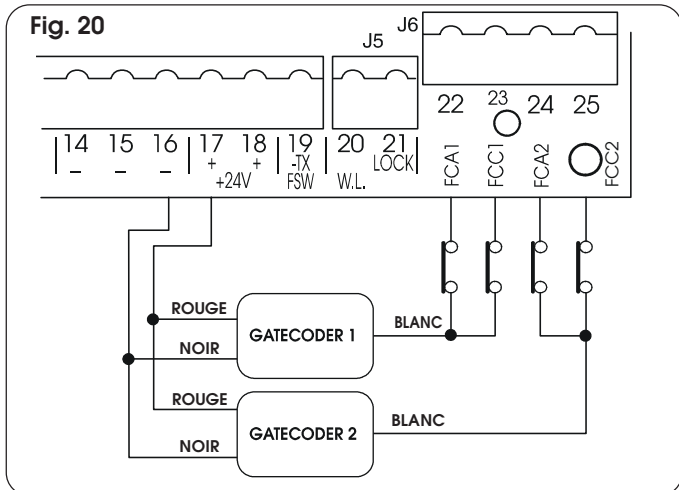 Fig. 20
J5
J6
22 23 24 25
14 15 16 17 18 19 20 21
– – – + + -TX LOCK
+24V FSW W.L.
FCA1 FCC1 FCA2 FCC2
ROUGE
GATECODER 1
BLANC
NOIR
ROUGE
GATECODER 2
BLANC
NOIR